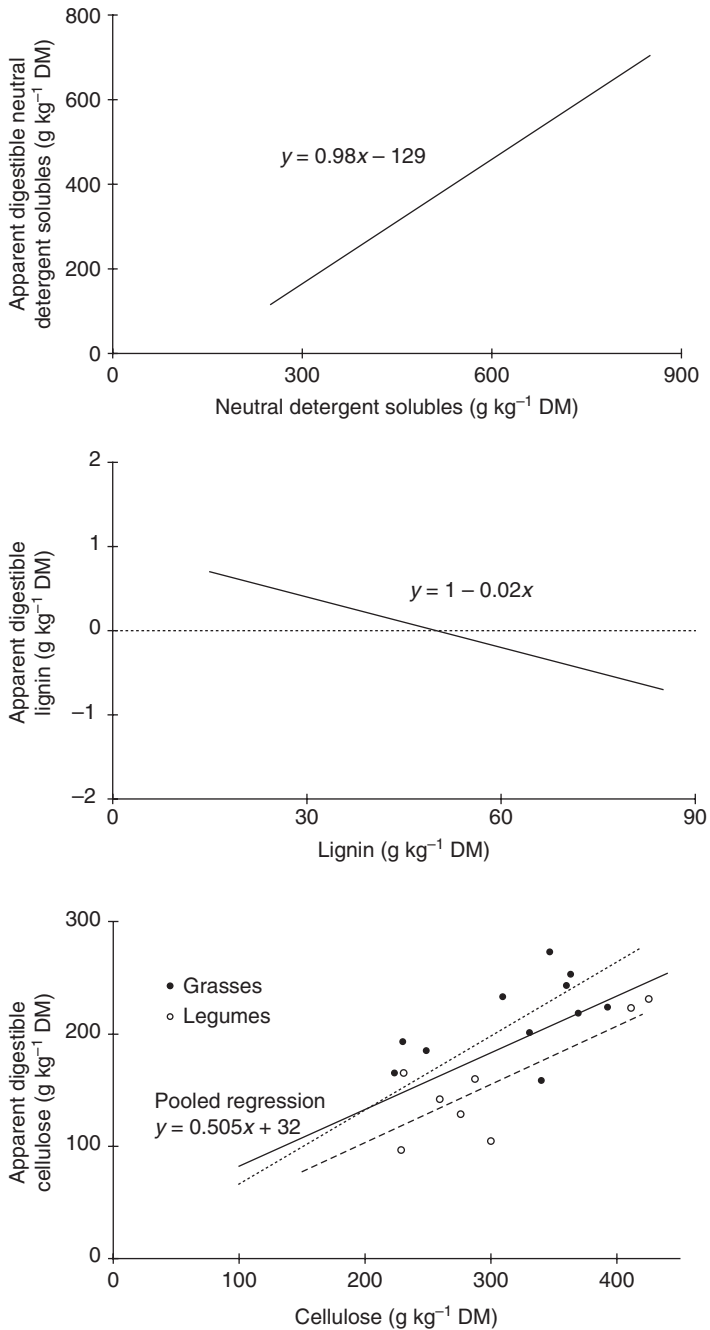 800
600
400
200
0
Apparent digestible neutral
detergent solubles (g kg⁻¹ DM)
y = 0.98x – 129
0 300 600 900
Neutral detergent solubles (g kg⁻¹ DM)
2
1
0
–1
–2
Apparent digestible
lignin (g kg⁻¹ DM)
y = 1 – 0.02x
0 30 60 90
Lignin (g kg⁻¹ DM)
300
200
100
0
Apparent digestible
cellulose (g kg⁻¹ DM)
Grasses
Legumes
Pooled regression
y = 0.505x + 32
0 100 200 300 400
Cellulose (g kg⁻¹ DM)